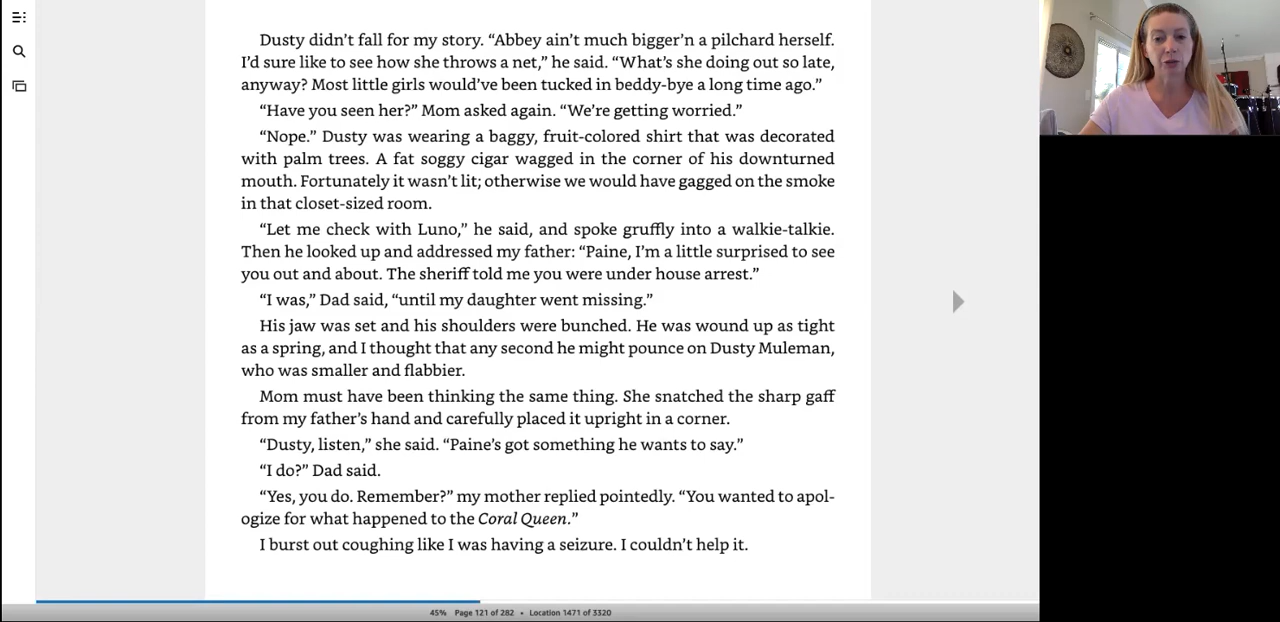 Dusty didn’t fall for my story. “Abbey ain’t much bigger’n a pilchard herself.
I’d sure like to see how she throws a net,” he said. “What’s she doing out so late,
anyway? Most little girls would’ve been tucked in beddy-bye a long time ago.”
“Have you seen her?” Mom asked again. “We’re getting worried.”
“Nope.” Dusty was wearing a baggy, fruit-colored shirt that was decorated
with palm trees. A fat soggy cigar wagged in the corner of his downturned
mouth. Fortunately it wasn’t lit; otherwise we would have gagged on the smoke
in that closet-sized room.
“Let me check with Luno,” he said, and spoke gruffly into a walkie-talkie.
Then he looked up and addressed my father: “Paine, I’m a little surprised to see
you out and about. The sheriff told me you were under house arrest.”
“I was,” Dad said, “until my daughter went missing.”
His jaw was set and his shoulders were bunched. He was wound up as tight
as a spring, and I thought that any second he might pounce on Dusty Muleman,
who was smaller and flabbier.
Mom must have been thinking the same thing. She snatched the sharp gaff
from my father’s hand and carefully placed it upright in a corner.
“Dusty, listen,” she said. “Paine’s got something he wants to say.”
“I do?” Dad said.
“Yes, you do. Remember?” my mother replied pointedly. “You wanted to apol-
ogize for what happened to the Coral Queen.”
I burst out coughing like I was having a seizure. I couldn’t help it.
45% Page 121 of 282 • Location 1471 of 3320